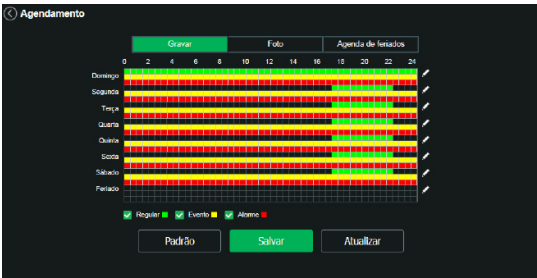 Agendamento
Gravar Foto Agenda de feriados
0 2 4 6 8 10 12 14 16 18 20 22 24
Domingo
Segunda
Terça
Quarta
Quinta
Sexta
Sábado
Feriado
Regular Evento Alarme
Padrão Salvar Atualizar